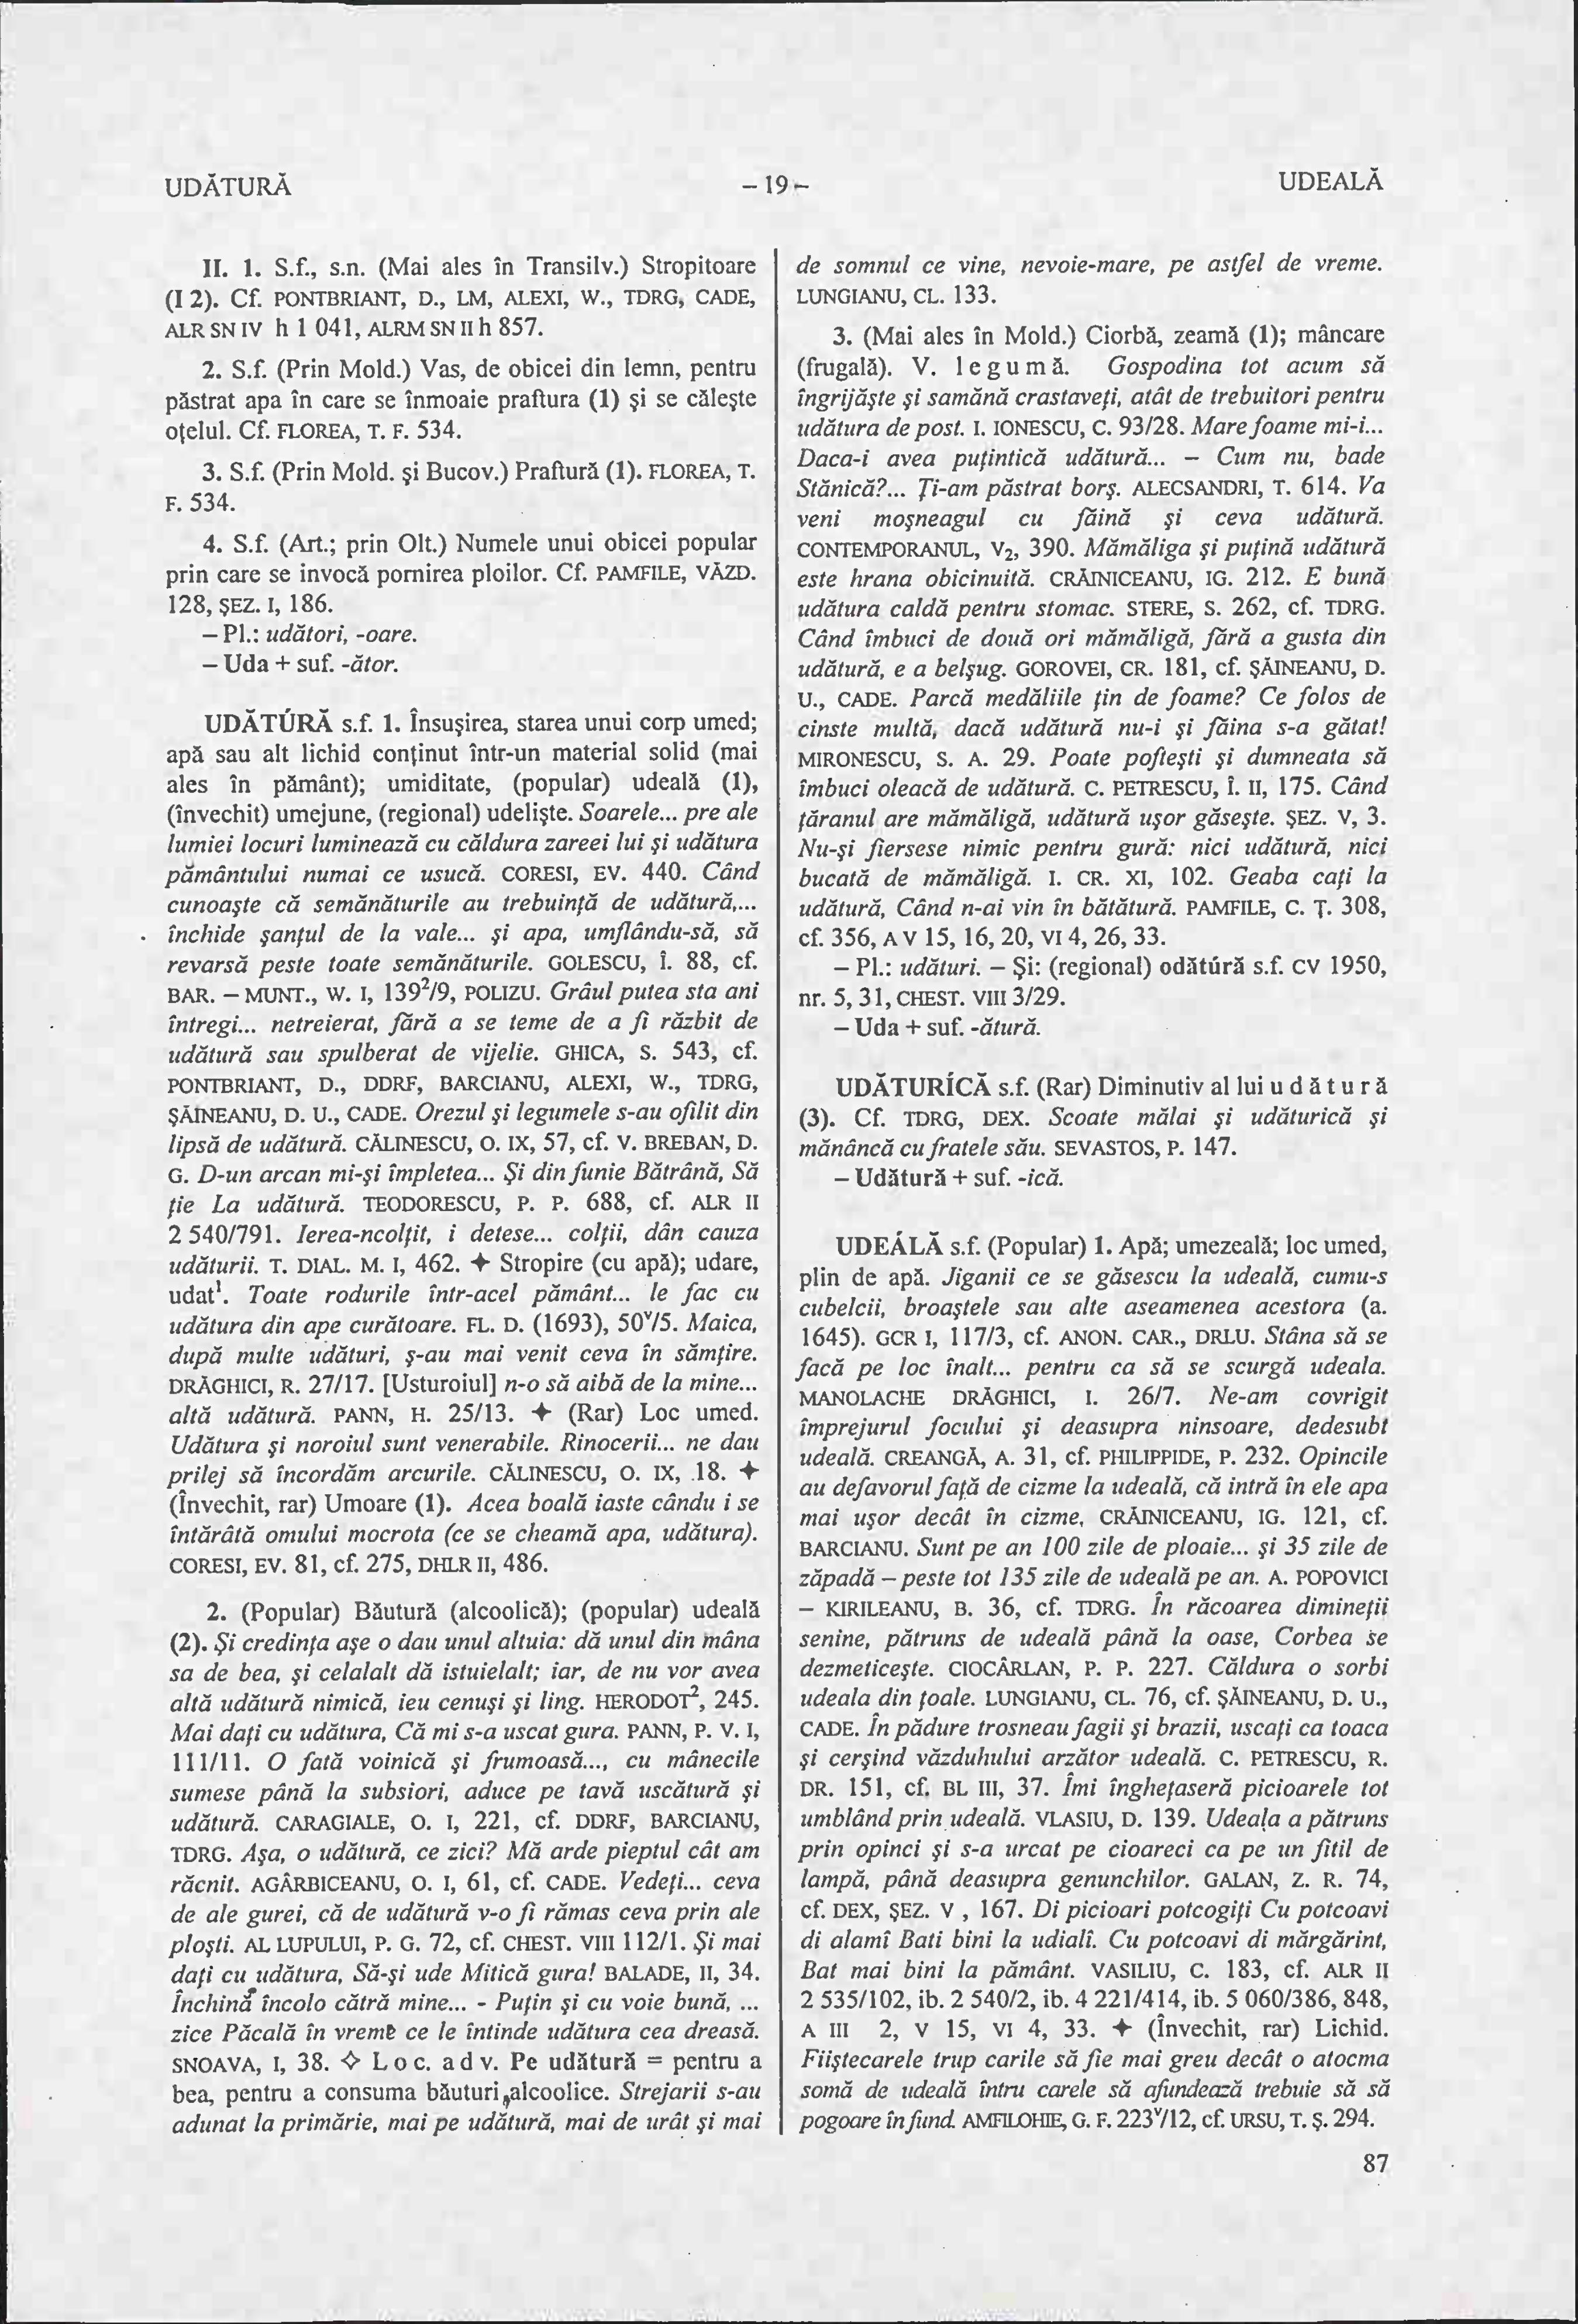 UDĂTURĂ
– 19 –
UDEALĂ
II. 1. S.f., s.n. (Mai ales în Transilv.) Stropitoare
(I 2). Cf. PONTBRIANT, D., LM, ALEXI, W., TDRG, CADE,
ALR SN IV h 1 041, ALRM SN II h 857.
2. S.f. (Prin Mold.) Vas, de obicei din lemn, pentru
păstrat apa în care se înmoaie praftura (1) şi se căleşte
oţelul. Cf. FLOREA, T. F. 534.
3. S.f. (Prin Mold. şi Bucov.) Praftură (1). FLOREA, T.
F. 534.
4. S.f. (Art.; prin Olt.) Numele unui obicei popular
prin care se invocă pornirea ploilor. Cf. PAMFILE, VĂZD.
128, ŞEZ. I, 186.
– Pl.: udători, -oare.
– Uda + suf. -ător.
UDĂTÚRĂ s.f. 1. Însuşirea, starea unui corp umed;
apă sau alt lichid conţinut într-un material solid (mai
ales în pământ); umiditate, (popular) udeală (1),
(învechit) umejune, (regional) udelişte. Soarele... pre ale
lumiei locuri luminează cu căldura zareei lui şi udătura
pământului numai ce usucă. CORESI, EV. 440. Când
cunoaşte că semănăturile au trebuinţă de udătură,...
închide şanţul de la vale... şi apa, umflându-să, să
revarsă peste toate semănăturile. GOLESCU, Î. 88, cf.
BAR. – MUNT., W. I, 139²/9, POLIZU. Grâul putea sta ani
întregi... netreierat, fără a se teme de a fi răzbit de
udătură sau spulberat de vijelie. GHICA, S. 543, cf.
PONTBRIANT, D., DDRF, BARCIANU, ALEXI, W., TDRG,
ŞĂINEANU, D. U., CADE. Orezul şi legumele s-au ofilit din
lipsă de udătură. CĂLINESCU, O. IX, 57, cf. V. BREBAN, D.
G. D-un arcan mi-şi împletea... Şi din funie Bătrână, Să
ţie La udătură. TEODORESCU, P. P. 688, cf. ALR II
2 540/791. Ierea-ncolţit, i detese... colţii, dân cauza
udăturii. T. DIAL. M. I, 462. ✦ Stropire (cu apă); udare,
udat¹. Toate rodurile într-acel pământ... le fac cu
udătura din ape curătoare. FL. D. (1693), 50ᵛ/5. Maica,
după multe udături, ş-au mai venit ceva în sămţire.
DRĂGHICI, R. 27/17. [Usturoiul] n-o să aibă de la mine...
altă udătură. PANN, H. 25/13. ✦ (Rar) Loc umed.
Udătura şi noroiul sunt venerabile. Rinocerii... ne dau
prilej să încordăm arcurile. CĂLINESCU, O. IX, 18. ✦
(Învechit, rar) Umoare (1). Acea boală iaste cându i se
întărâtă omului mocrota (ce se cheamă apa, udătura).
CORESI, EV. 81, cf. 275, DHLR II, 486.
2. (Popular) Băutură (alcoolică); (popular) udeală
(2). Şi credinţa aşe o dau unul altuia: dă unul din mâna
sa de bea, şi celalalt dă istuielalt; iar, de nu vor avea
altă udătură nimică, ieu cenuşi şi ling. HERODOT², 245.
Mai daţi cu udătura, Că mi s-a uscat gura. PANN, P. V. I,
111/11. O fată voinică şi frumoasă..., cu mânecile
sumese până la subsiori, aduce pe tavă uscătură şi
udătură. CARAGIALE, O. I, 221, cf. DDRF, BARCIANU,
TDRG. Aşa, o udătură, ce zici? Mă arde pieptul cât am
răcnit. AGÂRBICEANU, O. I, 61, cf. CADE. Vedeţi... ceva
de ale gurei, că de udătură v-o fi rămas ceva prin ale
ploşti. AL LUPULUI, P. G. 72, cf. CHEST. VIII 112/1. Şi mai
daţi cu udătura, Să-şi ude Mitică gura! BALADE, II, 34.
Închină încolo cătră mine... - Puţin şi cu voie bună, ...
zice Păcală în vreme ce le întinde udătura cea dreasă.
SNOAVA, I, 38. ✧ Loc. adv. Pe udătură = pentru a
bea, pentru a consuma băuturi alcoolice. Strejarii s-au
adunat la primărie, mai pe udătură, mai de urât şi mai
de somnul ce vine, nevoie-mare, pe astfel de vreme.
LUNGIANU, CL. 133.
3. (Mai ales în Mold.) Ciorbă, zeamă (1); mâncare
(frugală). V. legumă. Gospodina tot acum să
îngrijăşte şi samănă crastaveţi, atât de trebuitori pentru
udătura de post. I. IONESCU, C. 93/28. Mare foame mi-i...
Daca-i avea puţintică udătură... – Cum nu, bade
Stănică?... Ţi-am păstrat borş. ALECSANDRI, T. 614. Va
veni moşneagul cu făină şi ceva udătură.
CONTEMPORANUL, V₂, 390. Mămăliga şi puţină udătură
este hrana obicinuită. CRĂINICEANU, IG. 212. E bună
udătura caldă pentru stomac. STERE, S. 262, cf. TDRG.
Când îmbuci de două ori mămăligă, fără a gusta din
udătură, e a belşug. GOROVEI, CR. 181, cf. ŞĂINEANU, D.
U., CADE. Parcă medăliile ţin de foame? Ce folos de
cinste multă, dacă udătură nu-i şi făina s-a gătat!
MIRONESCU, S. A. 29. Poate pofteşti şi dumneata să
îmbuci oleacă de udătură. C. PETRESCU, Î. II, 175. Când
ţăranul are mămăligă, udătură uşor găseşte. ŞEZ. V, 3.
Nu-şi fiersese nimic pentru gură: nici udătură, nici
bucată de mămăligă. I. CR. XI, 102. Geaba caţi la
udătură, Când n-ai vin în bătătură. PAMFILE, C. Ţ. 308,
cf. 356, A V 15, 16, 20, VI 4, 26, 33.
– Pl.: udături. – Şi: (regional) odătúră s.f. CV 1950,
nr. 5, 31, CHEST. VIII 3/29.
– Uda + suf. -ătură.
UDĂTURÍCĂ s.f. (Rar) Diminutiv al lui udătură
(3). Cf. TDRG, DEX. Scoate mălai şi udăturică şi
mănâncă cu fratele său. SEVASTOS, P. 147.
– Udătură + suf. -ică.
UDEÁLĂ s.f. (Popular) 1. Apă; umezeală; loc umed,
plin de apă. Jiganii ce se găsescu la udeală, cumu-s
cubelcii, broaştele sau alte aseamenea acestora (a.
1645). GCR I, 117/3, cf. ANON. CAR., DRLU. Stâna să se
facă pe loc înalt... pentru ca să se scurgă udeala.
MANOLACHE DRĂGHICI, I. 26/7. Ne-am covrigit
împrejurul focului şi deasupra ninsoare, dedesubt
udeală. CREANGĂ, A. 31, cf. PHILIPPIDE, P. 232. Opincile
au defavorul faţă de cizme la udeală, că intră în ele apa
mai uşor decât în cizme, CRĂINICEANU, IG. 121, cf.
BARCIANU. Sunt pe an 100 zile de ploaie... şi 35 zile de
zăpadă – peste tot 135 zile de udeală pe an. A. POPOVICI
– KIRILEANU, B. 36, cf. TDRG. În răcoarea dimineţii
senine, pătruns de udeală până la oase, Corbea se
dezmeticeşte. CIOCÂRLAN, P. P. 227. Căldura o sorbi
udeala din ţoale. LUNGIANU, CL. 76, cf. ŞĂINEANU, D. U.,
CADE. În pădure trosneau fagii şi brazii, uscaţi ca toaca
şi cerşind văzduhului arzător udeală. C. PETRESCU, R.
DR. 151, cf. BL III, 37. Îmi îngheţaseră picioarele tot
umblând prin udeală. VLASIU, D. 139. Udeala a pătruns
prin opinci şi s-a urcat pe cioareci ca pe un fitil de
lampă, până deasupra genunchilor. GALAN, Z. R. 74,
cf. DEX, ŞEZ. V , 167. Di picioari potcogiţi Cu potcoavi
di alamî Bati bini la udialî. Cu potcoavi di mărgărint,
Bat mai bini la pământ. VASILIU, C. 183, cf. ALR II
2 535/102, ib. 2 540/2, ib. 4 221/414, ib. 5 060/386, 848,
A III 2, V 15, VI 4, 33. ✦ (Învechit, rar) Lichid.
Fiiştecarele trup carile să fie mai greu decât o atocma
somă de udeală întru carele să afundează trebuie să să
pogoare în fund. AMFILOHIE, G. F. 223ᵛ/12, cf. URSU, T. Ş. 294.
87